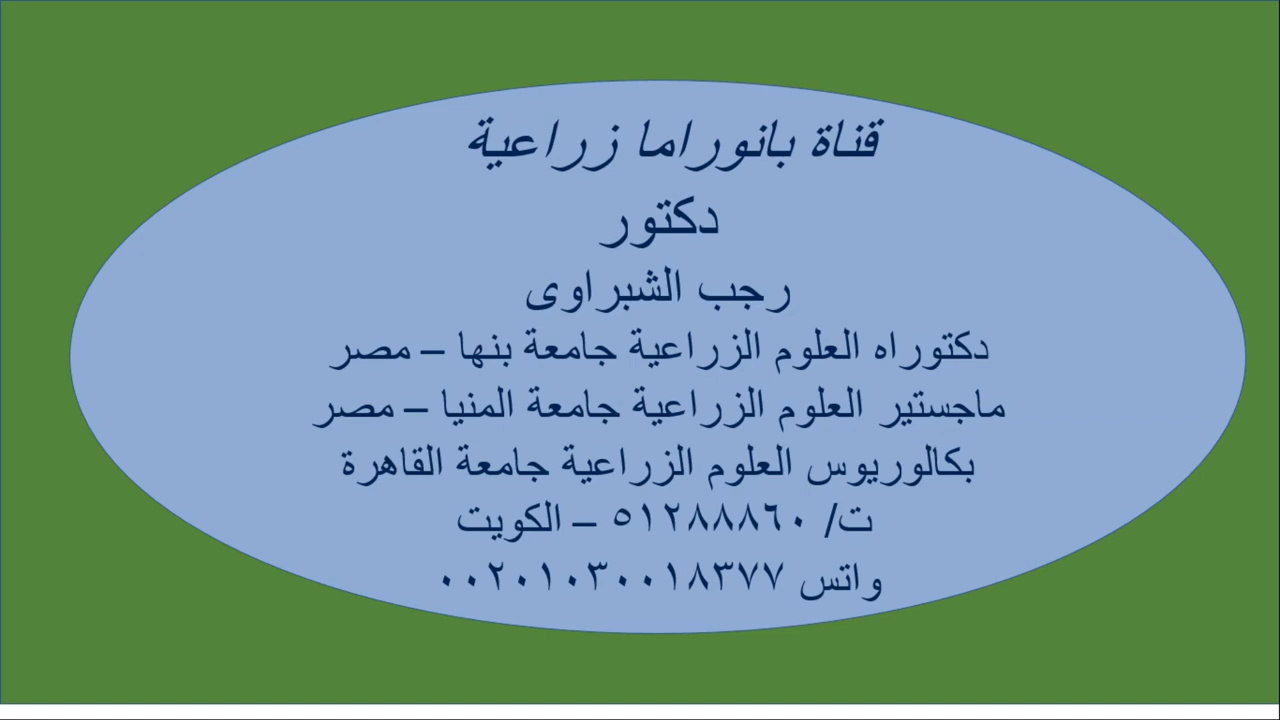 قناة بانوراما زراعية
دكتور
رجب الشبراوى
دكتوراه العلوم الزراعية جامعة بنها – مصر
ماجستير العلوم الزراعية جامعة المنيا – مصر
بكالوريوس العلوم الزراعية جامعة القاهرة
ت/ ٥١٢٨٨٨٦٠ – الكويت
واتس ٠٠٢٠١٠٣٠٠١٨٣٧٧